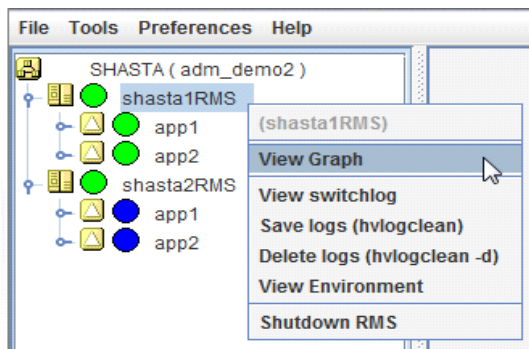 File Tools Preferences Help
SHASTA ( adm_demo2 )
shasta1RMS
app1
app2
shasta2RMS
app1
app2
(shasta1RMS)
View Graph
View switchlog
Save logs (hvlogclean)
Delete logs (hvlogclean -d)
View Environment
Shutdown RMS